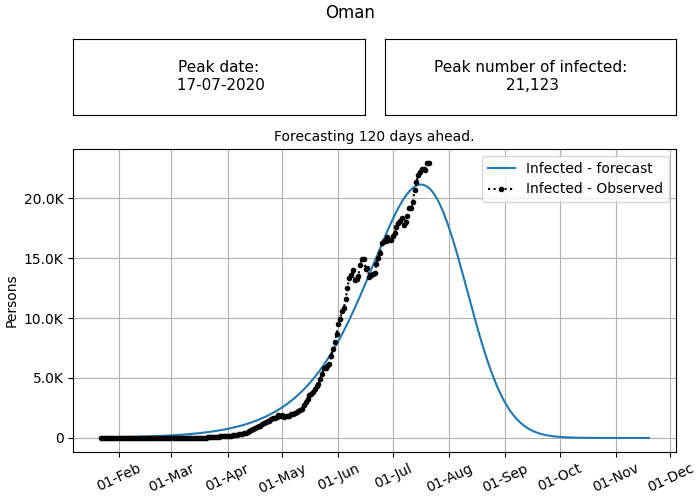 Oman
Peak date:
17-07-2020
Peak number of infected:
21,123
Forecasting 120 days ahead.
Infected - forecast
Infected - Observed
20.0K
15.0K
10.0K
5.0K
0
Persons
01-Feb
01-Mar
01-Apr
01-May
01-Jun
01-Jul
01-Aug
01-Sep
01-Oct
01-Nov
01-Dec